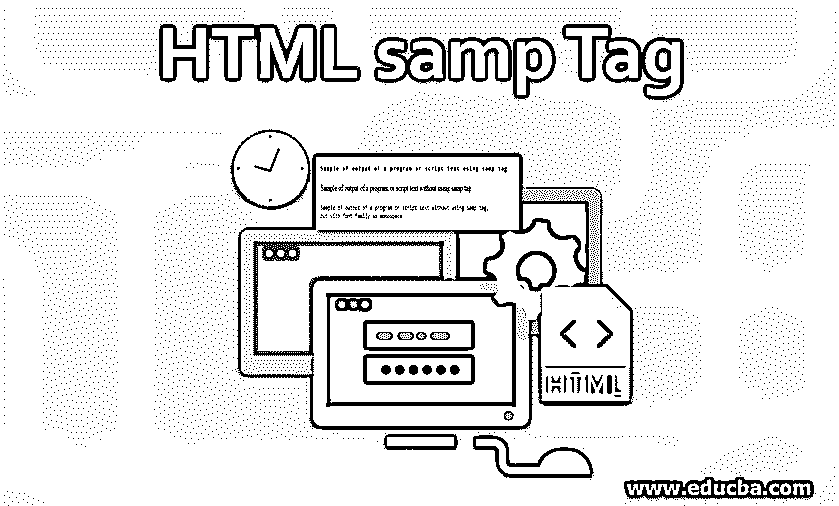 HTML samp Tag
Sample of output of a program or script text using samp tag
Sample of output of a program or script text without using samp tag
Sample of output of a program or script text without using samp tag,
but with font family as monospace
HTML
www.educba.com